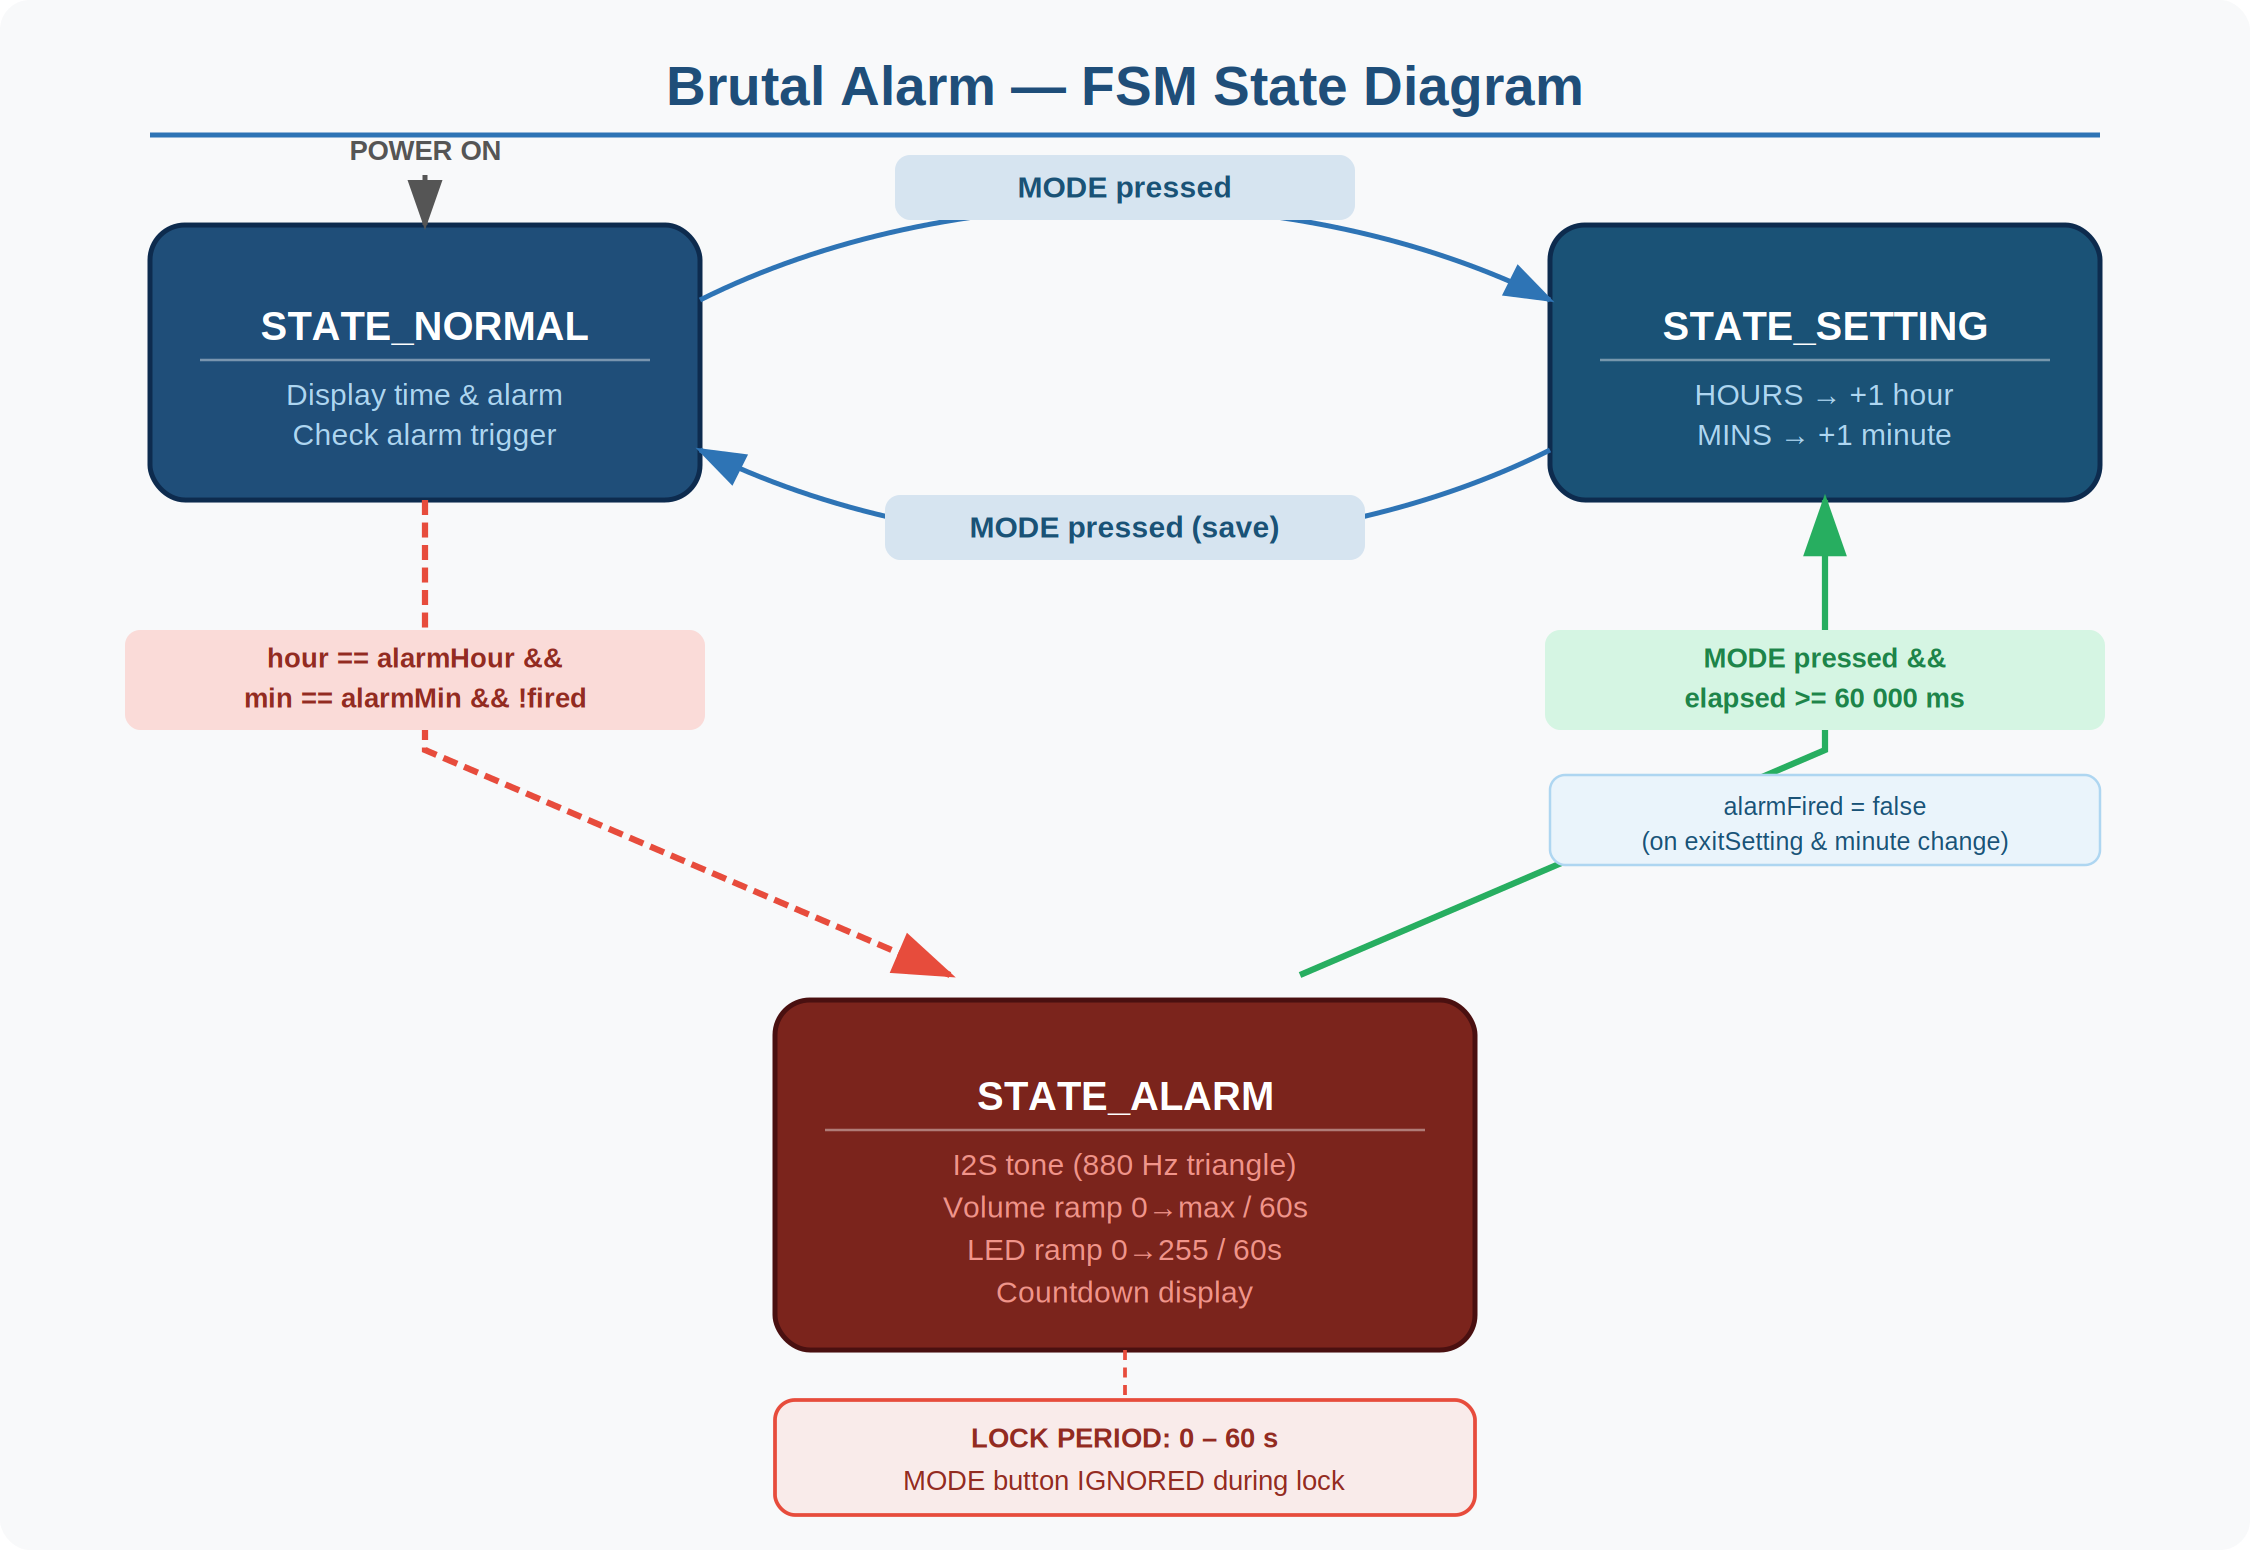 Brutal Alarm — FSM State Diagram
POWER ON
MODE pressed
STATE_NORMAL
Display time & alarm
Check alarm trigger
STATE_SETTING
HOURS → +1 hour
MINS → +1 minute
MODE pressed (save)
hour == alarmHour &&
min == alarmMin && !fired
MODE pressed &&
elapsed >= 60 000 ms
alarmFired = false
(on exitSetting & minute change)
STATE_ALARM
I2S tone (880 Hz triangle)
Volume ramp 0→max / 60s
LED ramp 0→255 / 60s
Countdown display
LOCK PERIOD: 0 – 60 s
MODE button IGNORED during lock